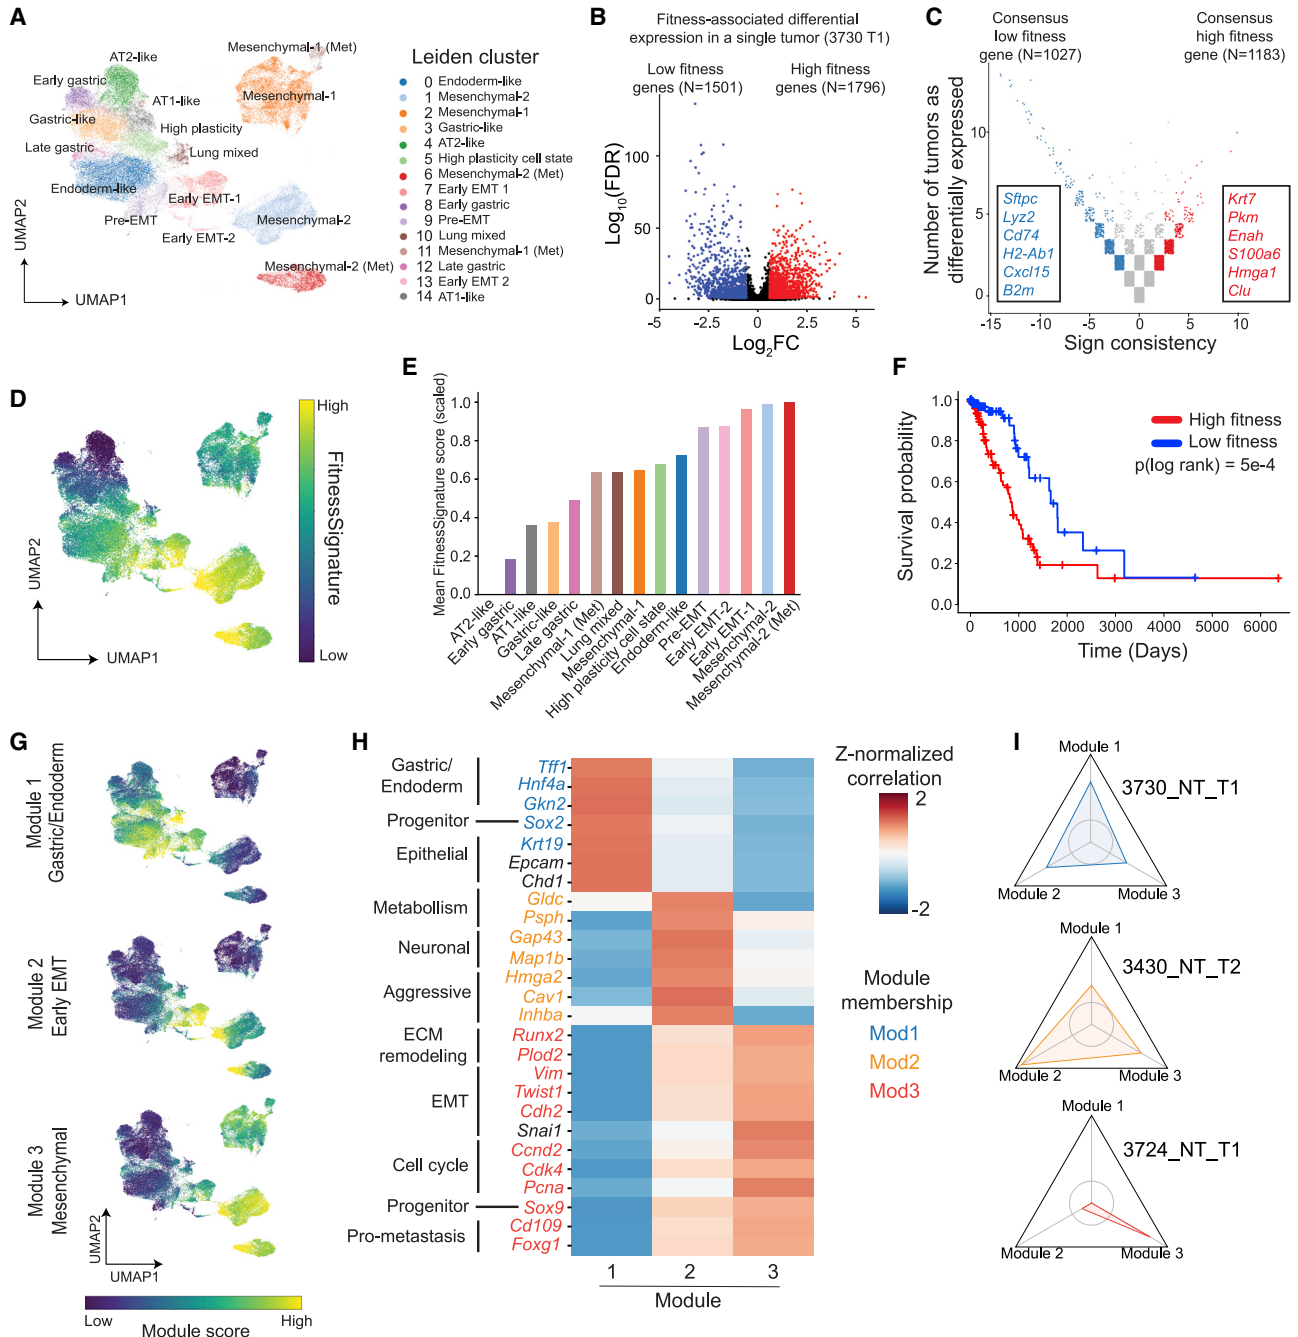 A
AT2-like
Early gastric
AT1-like
Gastric-like
High plasticity
Late gastric
Lung mixed
Endoderm-like
Early EMT-1
Pre-EMT
Early EMT-2
Mesenchymal-1 (Met)
Mesenchymal-1
Mesenchymal-2
Mesenchymal-2 (Met)
UMAP2
UMAP1
Leiden cluster
0 Endoderm-like
1 Mesenchymal-2
2 Mesenchymal-1
3 Gastric-like
4 AT2-like
5 High plasticity cell state
6 Mesenchymal-2 (Met)
7 Early EMT 1
8 Early gastric
9 Pre-EMT
10 Lung mixed
11 Mesenchymal-1 (Met)
12 Late gastric
13 Early EMT 2
14 AT1-like
B
Fitness-associated differential
expression in a single tumor (3730 T1)
Low fitness
genes (N=1501)
High fitness
genes (N=1796)
Log10(FDR)
100
50
0
-5
-2.5
0
2.5
5
Log2FC
C
Consensus
low fitness
gene (N=1027)
Consensus
high fitness
gene (N=1183)
Number of tumors as
differentially expressed
10
5
0
Sftpc
Lyz2
Cd74
H2-Ab1
Cxcl15
B2m
Krt7
Pkm
Enah
S100a6
Hmga1
Clu
-15
-10
-5
0
5
10
Sign consistency
D
High
Low
FitnessSignature
UMAP2
UMAP1
E
Mean FitnessSignature score (scaled)
1.0
0.8
0.6
0.4
0.2
0.0
AT2-like
Early gastric
AT1-like
Gastric-like
Late gastric
Mesenchymal-1 (Met)
Lung mixed
Mesenchymal-1
High plasticity cell state
Endoderm-like
Pre-EMT
Early EMT-2
Early EMT-1
Mesenchymal-2
Mesenchymal-2 (Met)
F
Survival probability
1.0
0.8
0.6
0.4
0.2
0.0
High fitness
Low fitness
p(log rank) = 5e-4
0
1000
2000
3000
4000
5000
6000
Time (Days)
G
Module 1
Gastric/Endoderm
Module 2
Early EMT
Module 3
Mesenchymal
UMAP2
UMAP1
Low
High
Module score
H
Gastric/
Endoderm
Progenitor
Epithelial
Metabolism
Neuronal
Aggressive
ECM
remodeling
EMT
Cell cycle
Progenitor
Pro-metastasis
Tff1
Hnf4a
Gkn2
Sox2
Krt19
Epcam
Chd1
Gldc
Psph
Gap43
Map1b
Hmga2
Cav1
Inhba
Runx2
Plod2
Vim
Twist1
Cdh2
Snai1
Ccnd2
Cdk4
Pcna
Sox9
Cd109
Foxg1
1
2
3
Module
Z-normalized
correlation
2
-2
Module
membership
Mod1
Mod2
Mod3
I
Module 1
3730_NT_T1
Module 2
Module 3
Module 1
3430_NT_T2
Module 2
Module 3
Module 1
3724_NT_T1
Module 2
Module 3